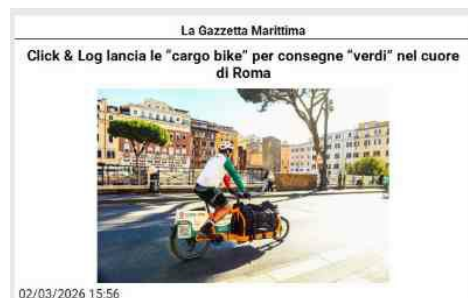 La Gazzetta Marittima
Click & Log lancia le “cargo bike” per consegne “verdi” nel cuore
di Roma
02/03/2026 15:56